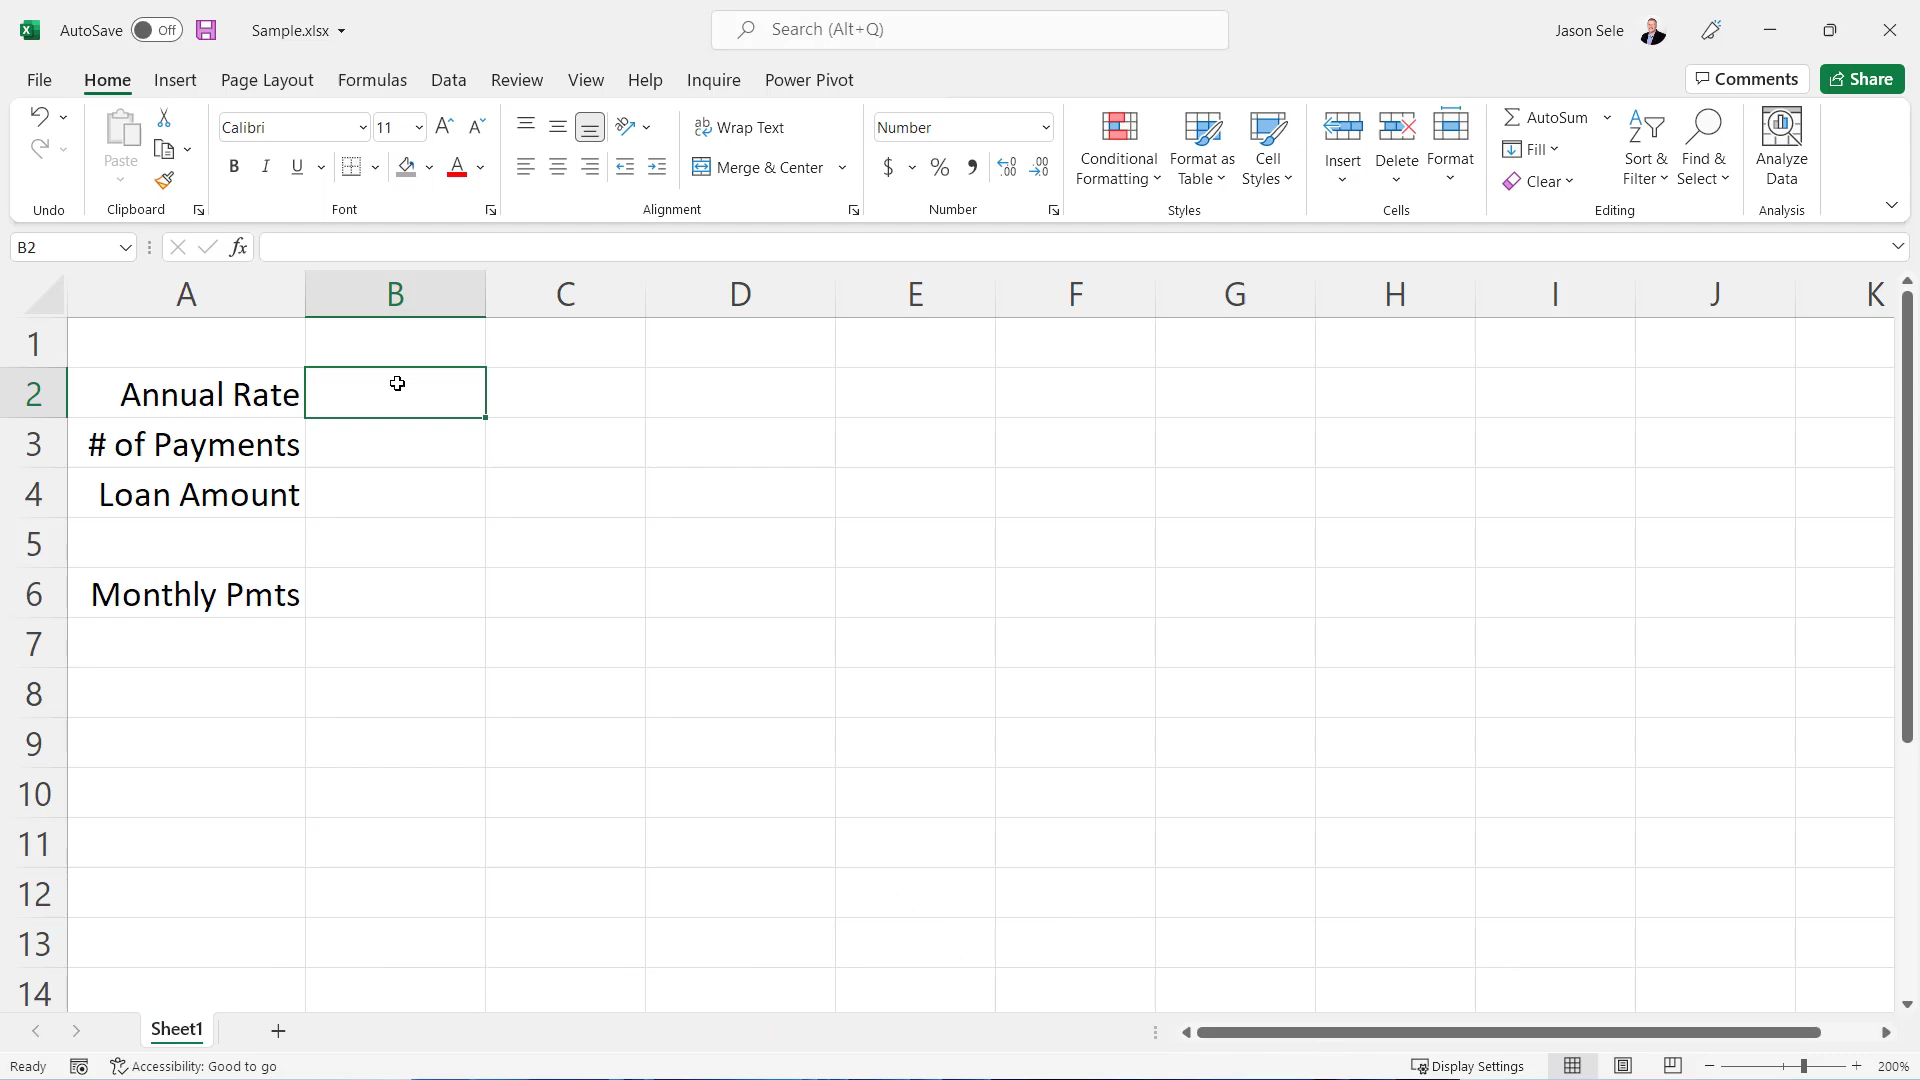 AutoSave Off Sample.xlsx Search (Alt+Q) Jason Sele
File Home Insert Page Layout Formulas Data Review View Help Inquire Power Pivot Comments Share
Calibri 11 Wrap Text Number AutoSum
Paste B I U A Merge & Center $ % Conditional Formatting Format as Table Cell Styles Insert Delete Format Fill Sort & Filter Find & Select Analyze Data
Clear
Undo Clipboard Font Alignment Number Styles Cells Editing Analysis
B2 fx
A B C D E F G H I J K
1
2 Annual Rate
3 # of Payments
4 Loan Amount
5
6 Monthly Pmts
7
8
9
10
11
12
13
14
Sheet1
Ready Accessibility: Good to go Display Settings 200%